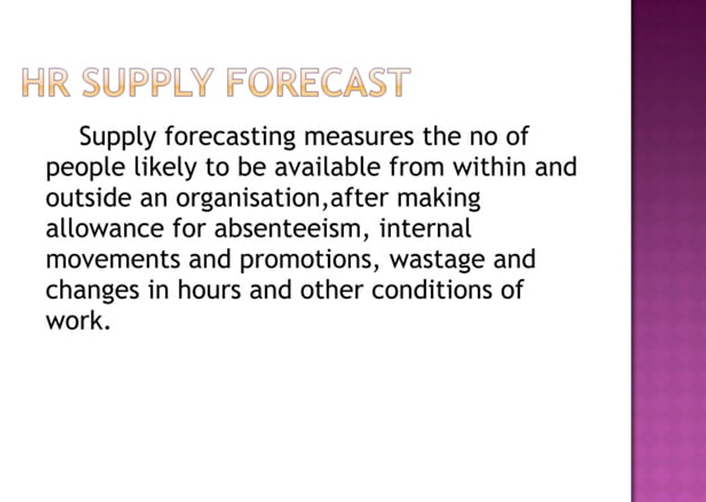 HR SUPPLY FORECAST
Supply forecasting measures the no of
people likely to be available from within and
outside an organisation,after making
allowance for absenteeism, internal
movements and promotions, wastage and
changes in hours and other conditions of
work.